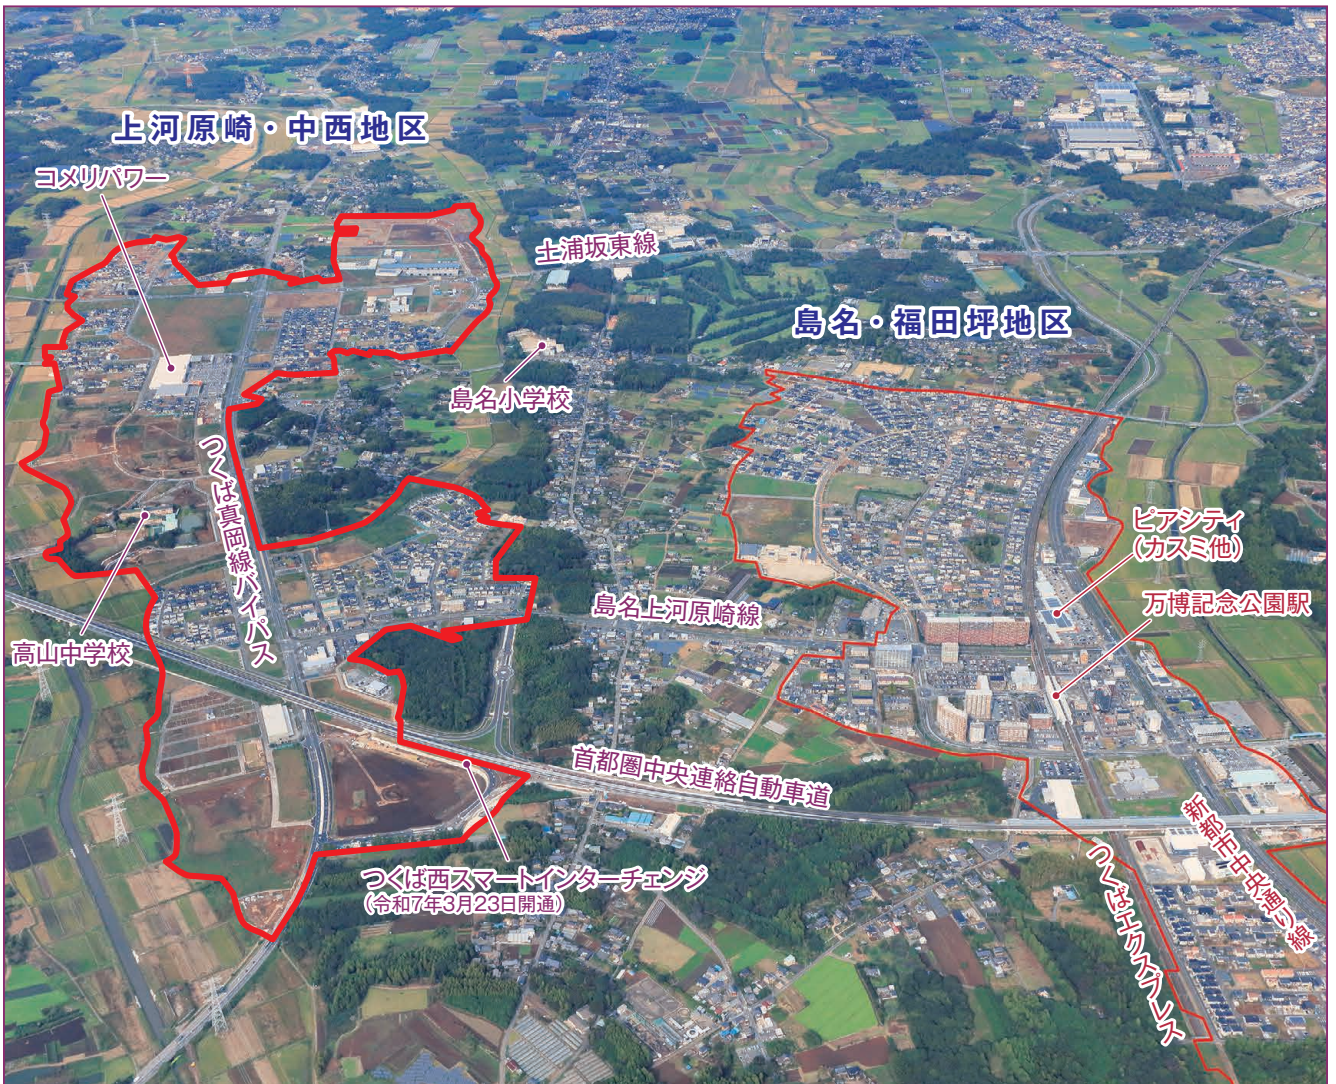 上河原崎・中西地区
コメリパワー
土浦坂東線
島名・福田坪地区
島名小学校
つくば真岡線バイパス
ピアシティ
(カスミ他)
万博記念公園駅
島名上河原崎線
高山中学校
首都圏中央連絡自動車道
つくば西スマートインターチェンジ
(令和7年3月23日開通)
新都市中央通り線
つくばエクスプレス